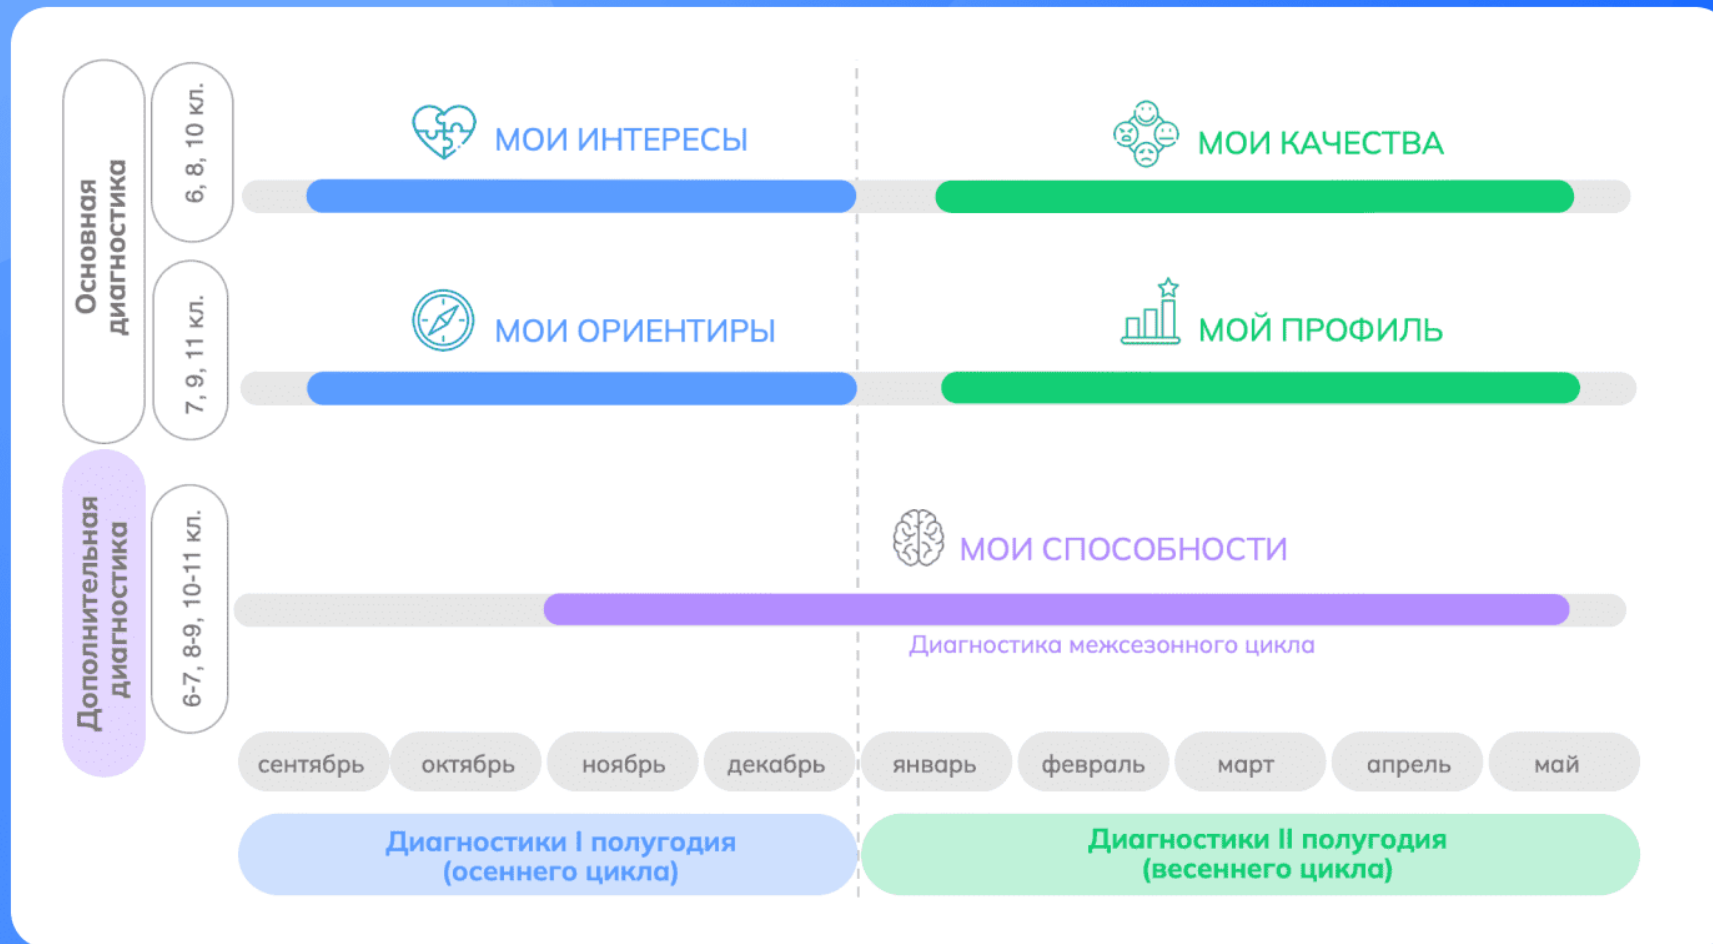 Основная
диагностика
6, 8, 10 кл.
МОИ ИНТЕРЕСЫ
МОИ КАЧЕСТВА
7, 9, 11 кл.
МОИ ОРИЕНТИРЫ
МОЙ ПРОФИЛЬ
Дополнительная
диагностика
6-7, 8-9, 10-11 кл.
МОИ СПОСОБНОСТИ
Диагностика межсезонного цикла
сентябрь октябрь ноябрь декабрь январь февраль март апрель май
Диагностики I полугодия
(осеннего цикла)
Диагностики II полугодия
(весеннего цикла)